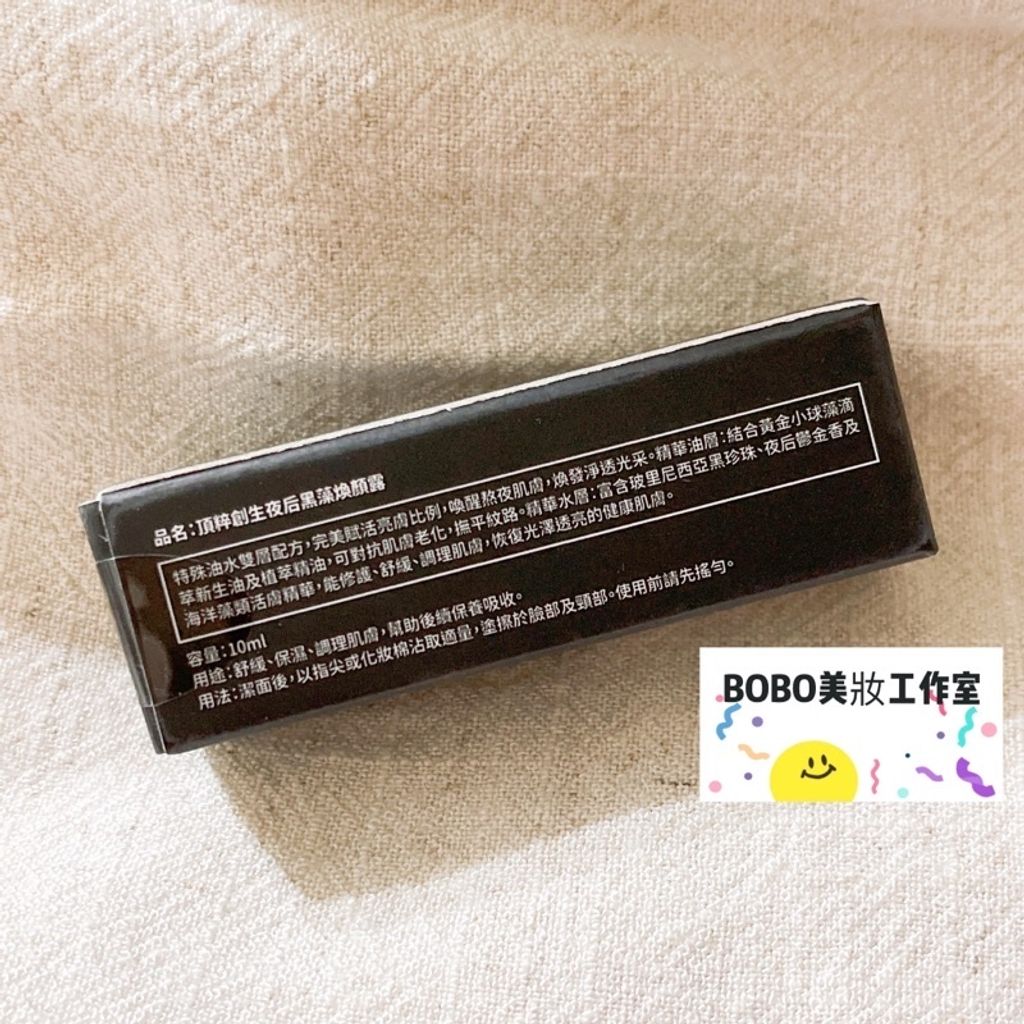 品名：頂粹創生夜后黑藻煥顏露
特殊油水雙層配方，完美賦活亮膚比例，喚醒熬夜肌膚，煥發淨透光采。精華油層：結合黃金小球藻滴
萃新生油及植萃精油，可對抗肌膚老化，撫平紋路。精華水層：富含玻里尼西亞黑珍珠、夜后鬱金香及
海洋藻類活膚精華，能修護、舒緩、調理肌膚，恢復光澤透亮的健康肌膚。
容量：10ml
用途：舒緩、保濕、調理肌膚，幫助後續保養吸收。
用法：潔面後，以指尖或化妝棉沾取適量，塗擦於臉部及頸部。使用前請先搖勻。
BOBO美妝工作室